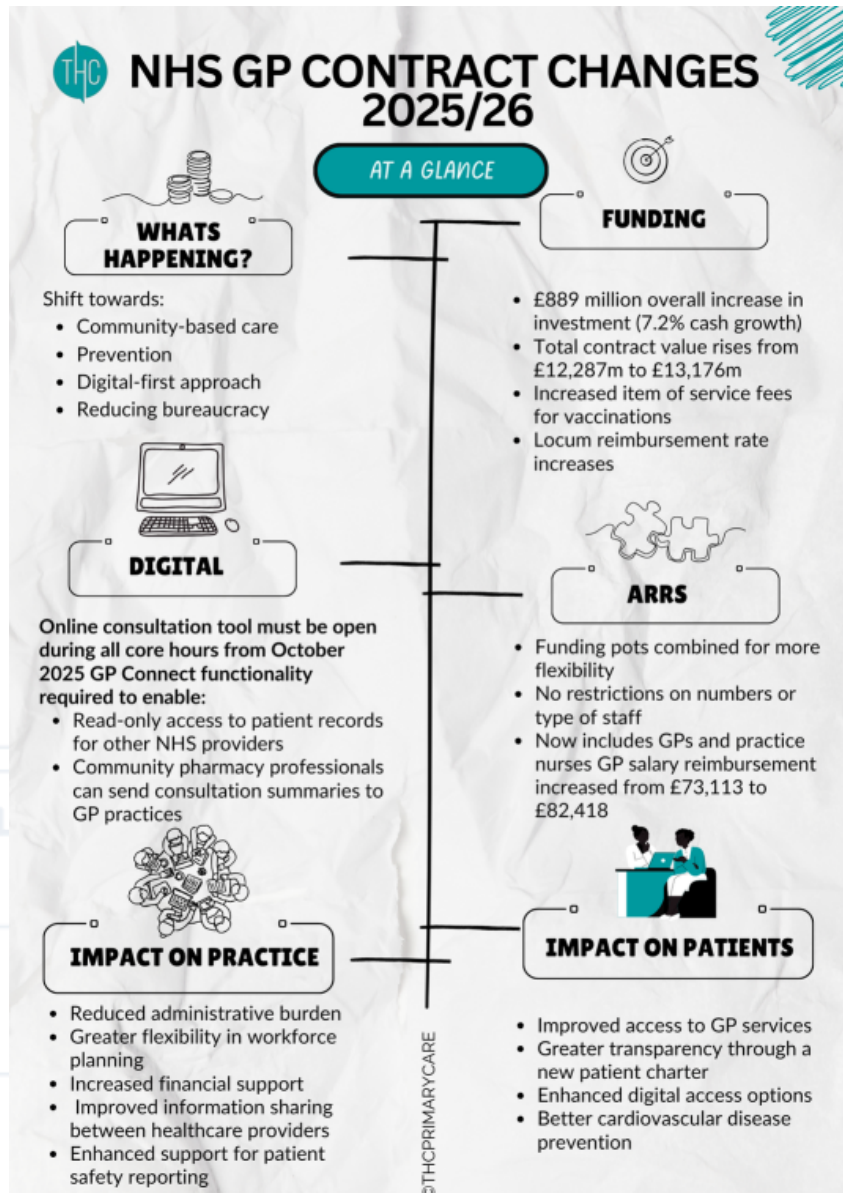 THC
NHS GP CONTRACT CHANGES
2025/26
AT A GLANCE
WHATS
HAPPENING?
Shift towards:
• Community-based care
• Prevention
• Digital-first approach
• Reducing bureaucracy
FUNDING
• £889 million overall increase in
investment (7.2% cash growth)
• Total contract value rises from
£12,287m to £13,176m
• Increased item of service fees
for vaccinations
• Locum reimbursement rate
increases
DIGITAL
Online consultation tool must be open
during all core hours from October
2025 GP Connect functionality
required to enable:
• Read-only access to patient records
for other NHS providers
• Community pharmacy professionals
can send consultation summaries to
GP practices
ARRS
• Funding pots combined for more
flexibility
• No restrictions on numbers or
type of staff
• Now includes GPs and practice
nurses GP salary reimbursement
increased from £73,113 to
£82,418
IMPACT ON PRACTICE
• Reduced administrative burden
• Greater flexibility in workforce
planning
• Increased financial support
• Improved information sharing
between healthcare providers
• Enhanced support for patient
safety reporting
IMPACT ON PATIENTS
• Improved access to GP services
• Greater transparency through a
new patient charter
• Enhanced digital access options
• Better cardiovascular disease
prevention
©THCPRIMARYCARE